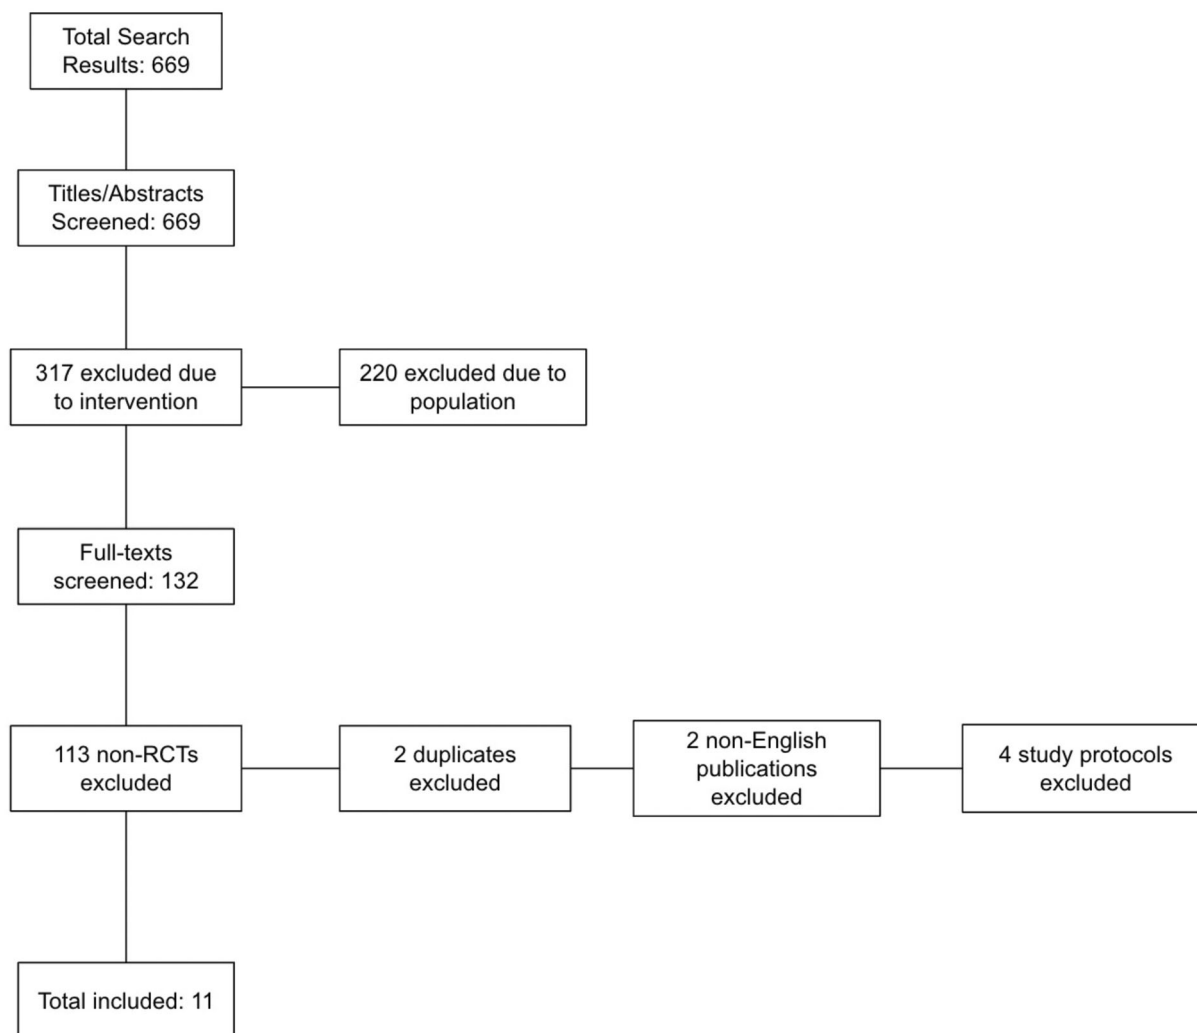 Total Search
Results: 669
Titles/Abstracts
Screened: 669
317 excluded due
to intervention
220 excluded due to
population
Full-texts
screened: 132
113 non-RCTs
excluded
2 duplicates
excluded
2 non-English
publications
excluded
4 study protocols
excluded
Total included: 11